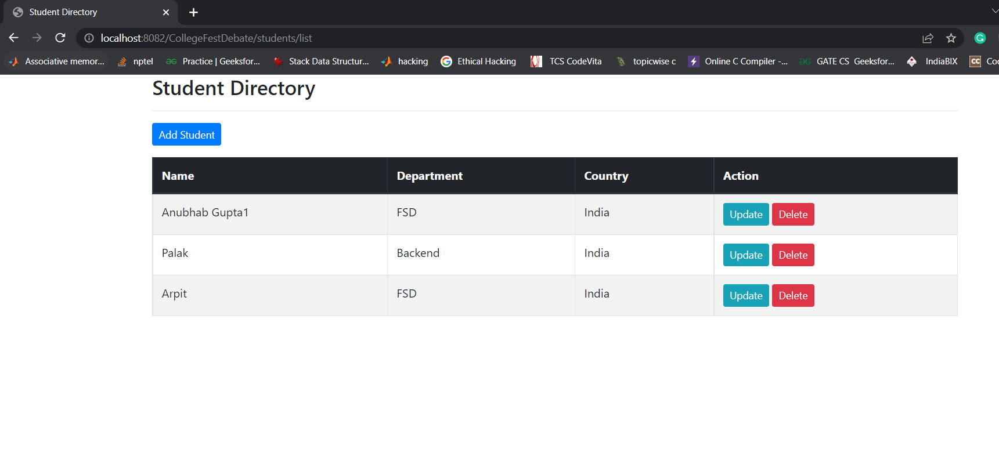 Student Directory
localhost:8082/CollegeFestDebate/students/list
Associative memor... nptel Practice | Geeksfor... Stack Data Structur... hacking Ethical Hacking TCS CodeVita topicwise c Online C Compiler -... GATE CS Geeksfor... IndiaBIX
Student Directory
Add Student
Name Department Country Action
Anubhab Gupta1 FSD India Update Delete
Palak Backend India Update Delete
Arpit FSD India Update Delete